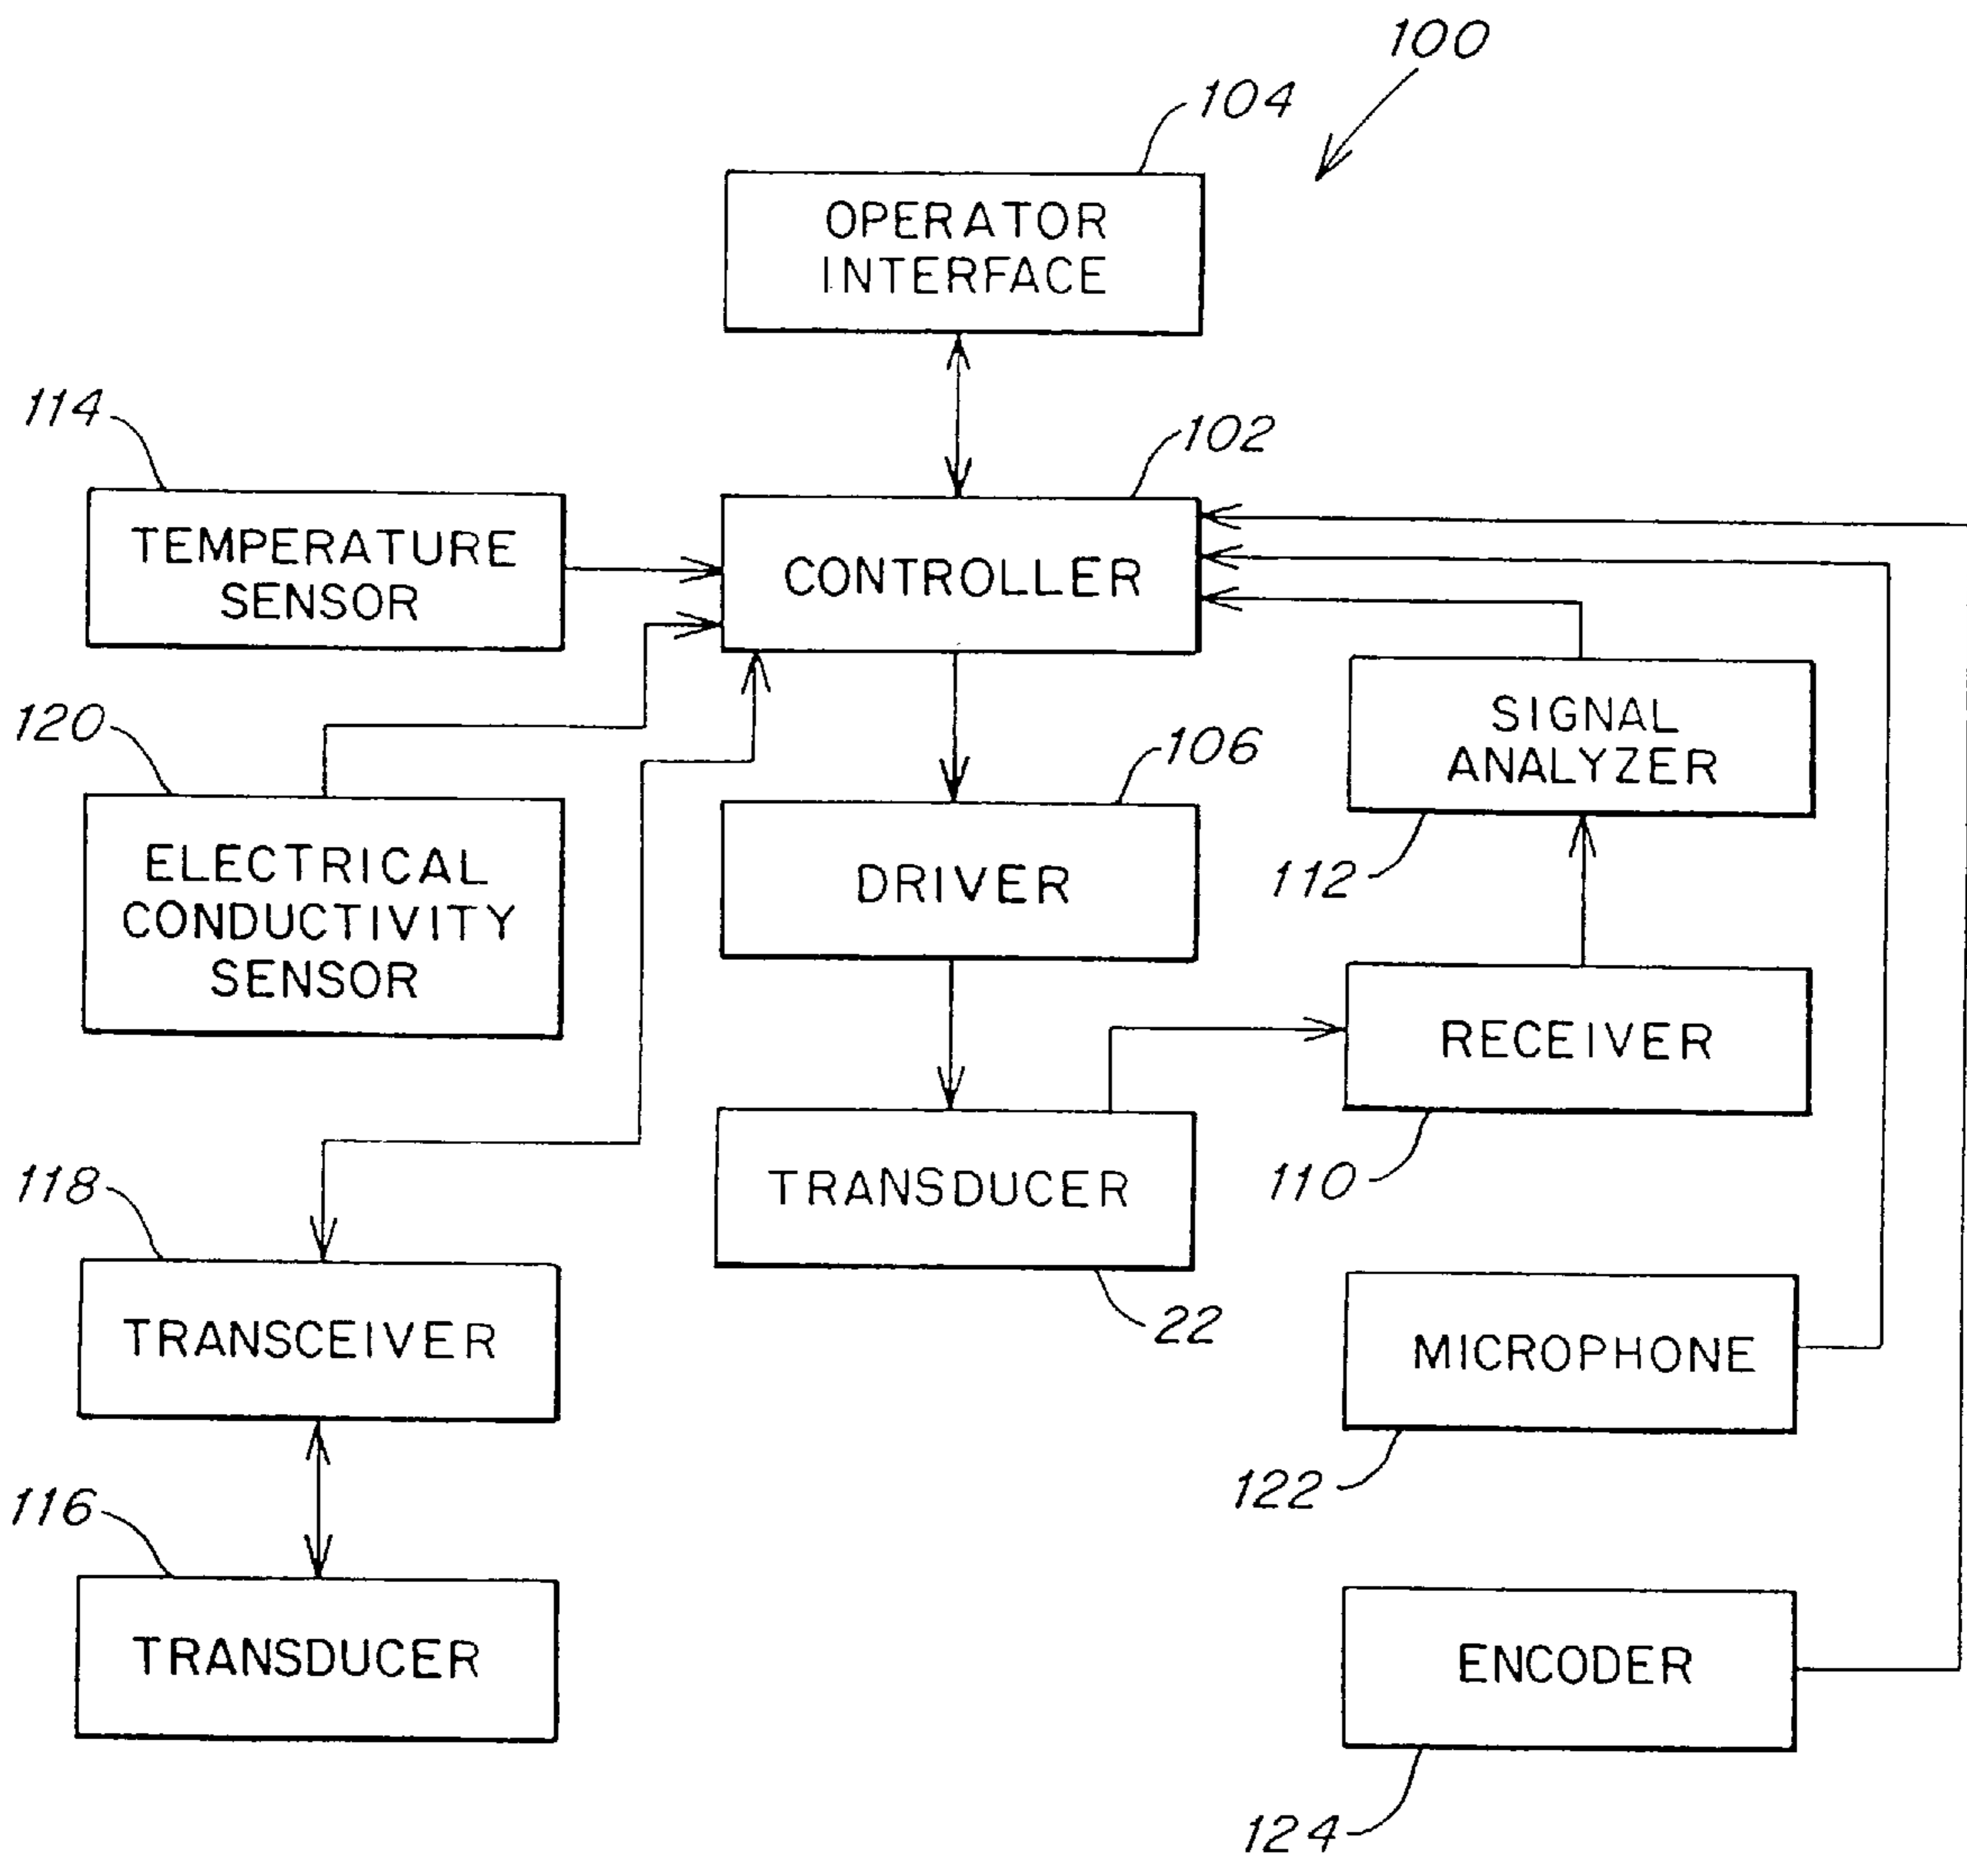 100
104
OPERATOR
INTERFACE
114
102
TEMPERATURE
SENSOR
CONTROLLER
120
106
SIGNAL
ANALYZER
ELECTRICAL
CONDUCTIVITY
SENSOR
DRIVER
112
RECEIVER
118
TRANSDUCER
110
22
TRANSCEIVER
MICROPHONE
116
122
TRANSDUCER
ENCODER
124